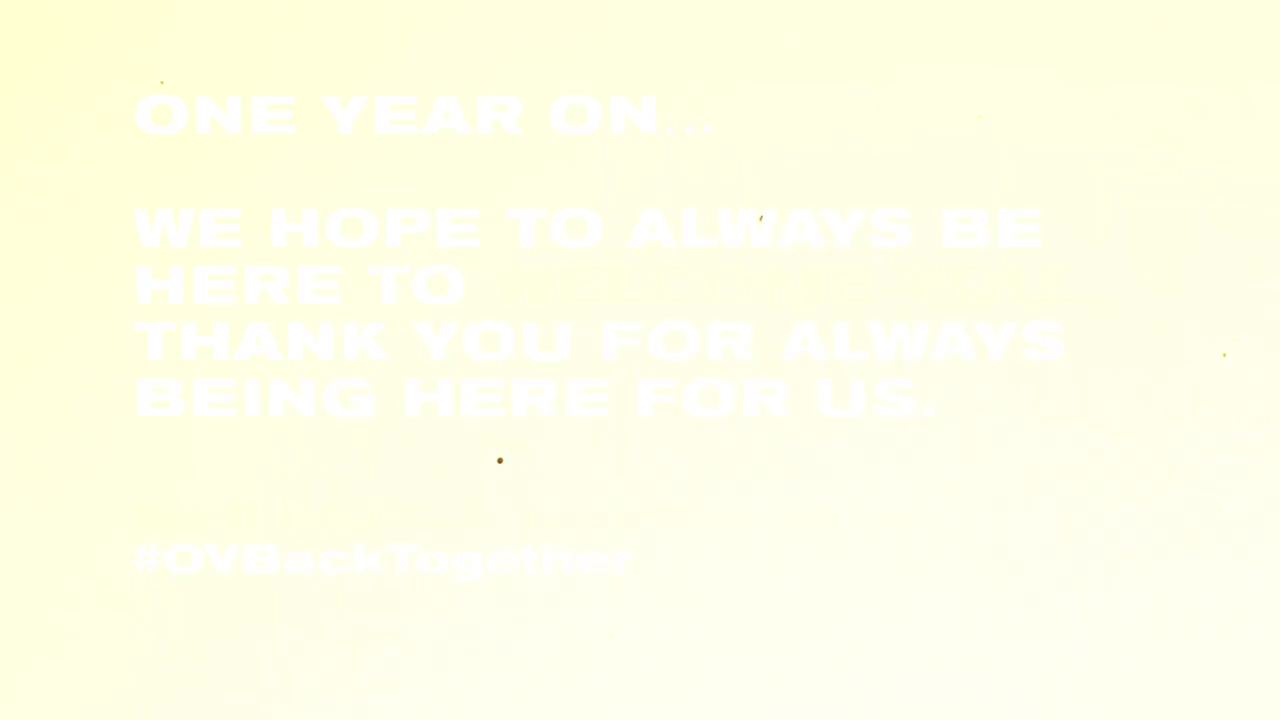 ONE YEAR ON...
WE HOPE TO ALWAYS BE
HERE TO
THANK YOU FOR ALWAYS
BEING HERE FOR US.
#OVBackTogether